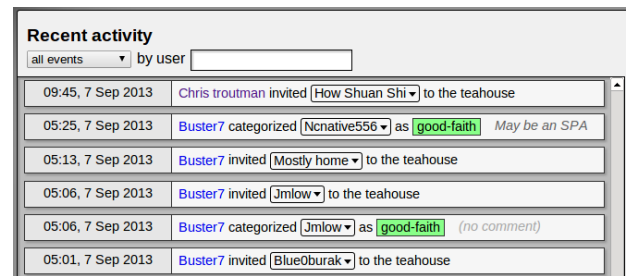 Recent activity
all events by user
09:45, 7 Sep 2013 Chris troutman invited How Shuan Shi to the teahouse
05:25, 7 Sep 2013 Buster7 categorized Ncnative556 as good-faith May be an SPA
05:13, 7 Sep 2013 Buster7 invited Mostly home to the teahouse
05:06, 7 Sep 2013 Buster7 invited Jmlow to the teahouse
05:06, 7 Sep 2013 Buster7 categorized Jmlow as good-faith (no comment)
05:01, 7 Sep 2013 Buster7 invited Blue0burak to the teahouse